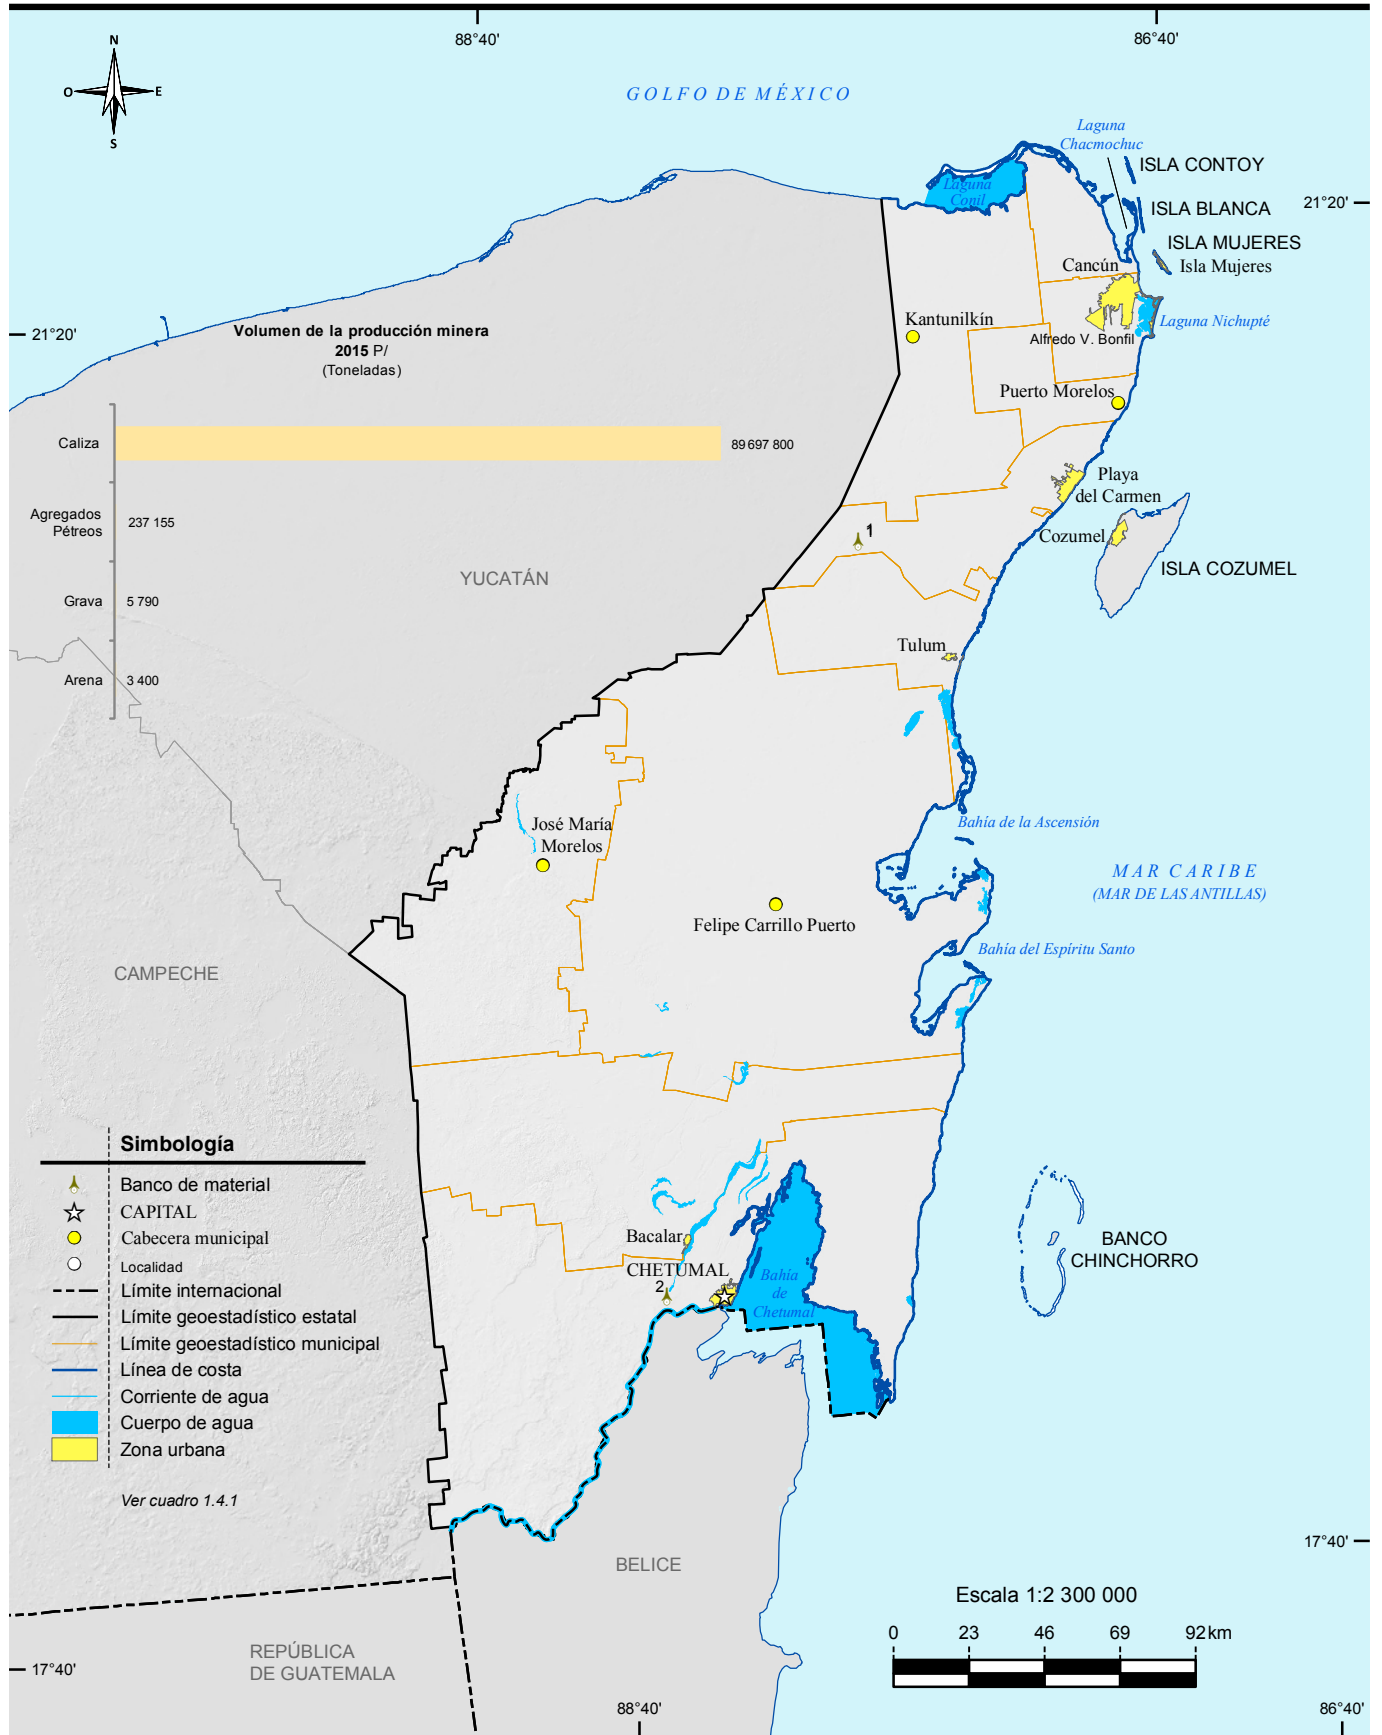 88°40'
86°40'
N
O
E
S
GOLFO DE MÉXICO
Laguna
Chacmochuc
ISLA CONTOY
Laguna
Conil
ISLA BLANCA
21°20'
ISLA MUJERES
Isla Mujeres
Cancún
Laguna Nichupté
Alfredo V. Bonfil
Kantunilkín
21°20'
Volumen de la producción minera
2015 P/
(Toneladas)
Caliza
89 697 800
Agregados
Pétreos
237 155
Grava
5 790
Arena
3 400
Puerto Morelos
Playa
del Carmen
Cozumel
ISLA COZUMEL
1
YUCATÁN
Tulum
Bahía de la Ascensión
José María
Morelos
MAR CARIBE
(MAR DE LAS ANTILLAS)
Felipe Carrillo Puerto
Bahía del Espíritu Santo
CAMPECHE
Simbología
Banco de material
CAPITAL
Cabecera municipal
Localidad
Límite internacional
Límite geoestadístico estatal
Límite geoestadístico municipal
Línea de costa
Corriente de agua
Cuerpo de agua
Zona urbana
Ver cuadro 1.4.1
Bacalar
CHETUMAL
2
Bahía
de
Chetumal
BANCO
CHINCHORRO
17°40'
BELICE
Escala 1:2 300 000
0 23 46 69 92 km
REPÚBLICA
DE GUATEMALA
17°40'
88°40'
86°40'